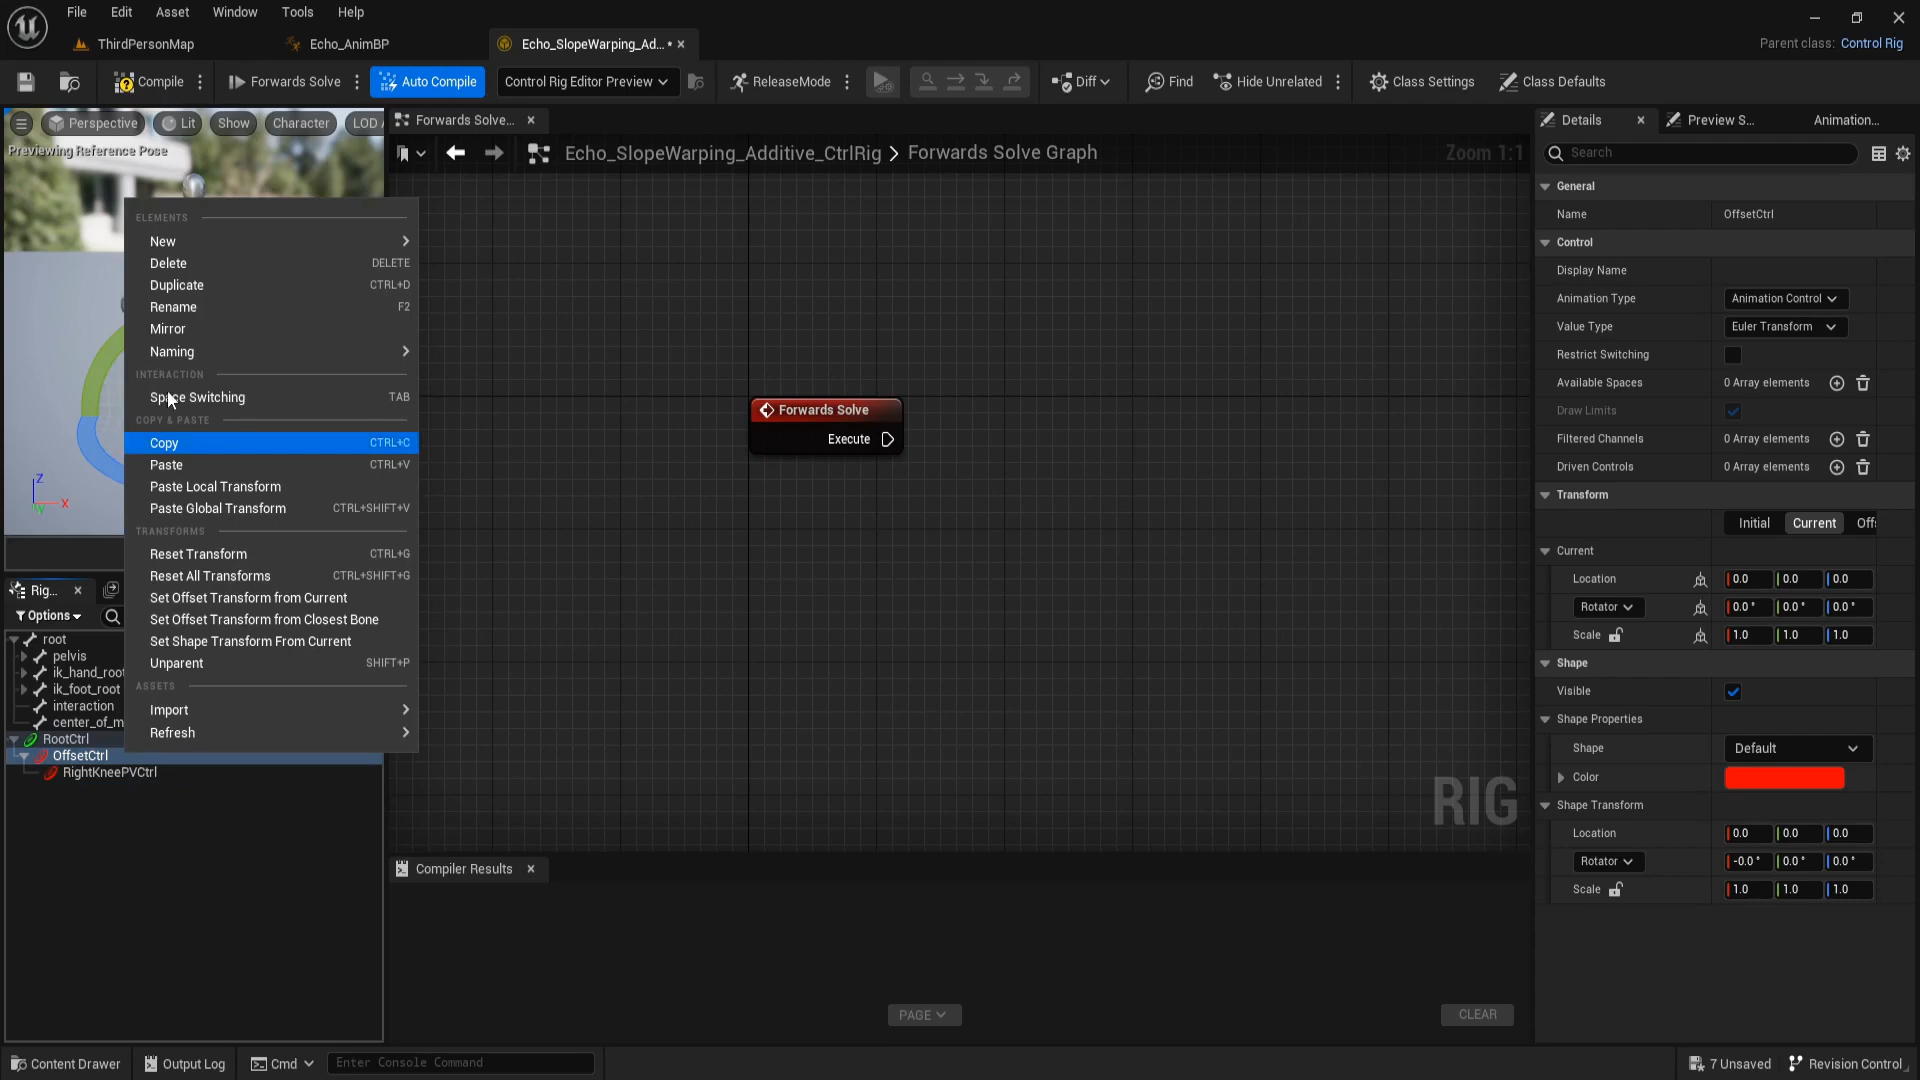 File Edit Asset Window Tools Help
ThirdPersonMap
Echo_AnimBP
Echo_SlopeWarping_Ad... •
Parent class: Control Rig
Compile
Forwards Solve
Auto Compile
Control Rig Editor Preview
ReleaseMode
Diff
Find
Hide Unrelated
Class Settings
Class Defaults
Perspective
Lit
Show
Character
LOD
Previewing Reference Pose
Forwards Solve...
Echo_SlopeWarping_Additive_CtrlRig > Forwards Solve Graph
Zoom 1:1
ELEMENTS
New
Delete DELETE
Duplicate CTRL+D
Rename F2
Mirror
Naming
INTERACTION
Space Switching TAB
COPY & PASTE
Copy CTRL+C
Paste CTRL+V
Paste Local Transform
Paste Global Transform CTRL+SHIFT+V
TRANSFORMS
Reset Transform CTRL+G
Reset All Transforms CTRL+SHIFT+G
Set Offset Transform from Current
Set Offset Transform from Closest Bone
Set Shape Transform From Current
Unparent SHIFT+P
ASSETS
Import
Refresh
Z
X
Y
Rig...
Options
root
pelvis
ik_hand_root
ik_foot_root
interaction
center_of_m
RootCtrl
OffsetCtrl
RightKneePVCtrl
Forwards Solve
Execute
RIG
Compiler Results
PAGE
CLEAR
Details
Preview S...
Animation...
Search
General
Name OffsetCtrl
Control
Display Name
Animation Type Animation Control
Value Type Euler Transform
Restrict Switching
Available Spaces 0 Array elements
Draw Limits
Filtered Channels 0 Array elements
Driven Controls 0 Array elements
Transform
Initial Current Offs
Current
Location 0.0 0.0 0.0
Rotator 0.0° 0.0° 0.0°
Scale 1.0 1.0 1.0
Shape
Visible
Shape Properties
Shape Default
Color
Shape Transform
Location 0.0 0.0 0.0
Rotator -0.0° 0.0° 0.0°
Scale 1.0 1.0 1.0
Content Drawer
Output Log
Cmd
Enter Console Command
7 Unsaved
Revision Control